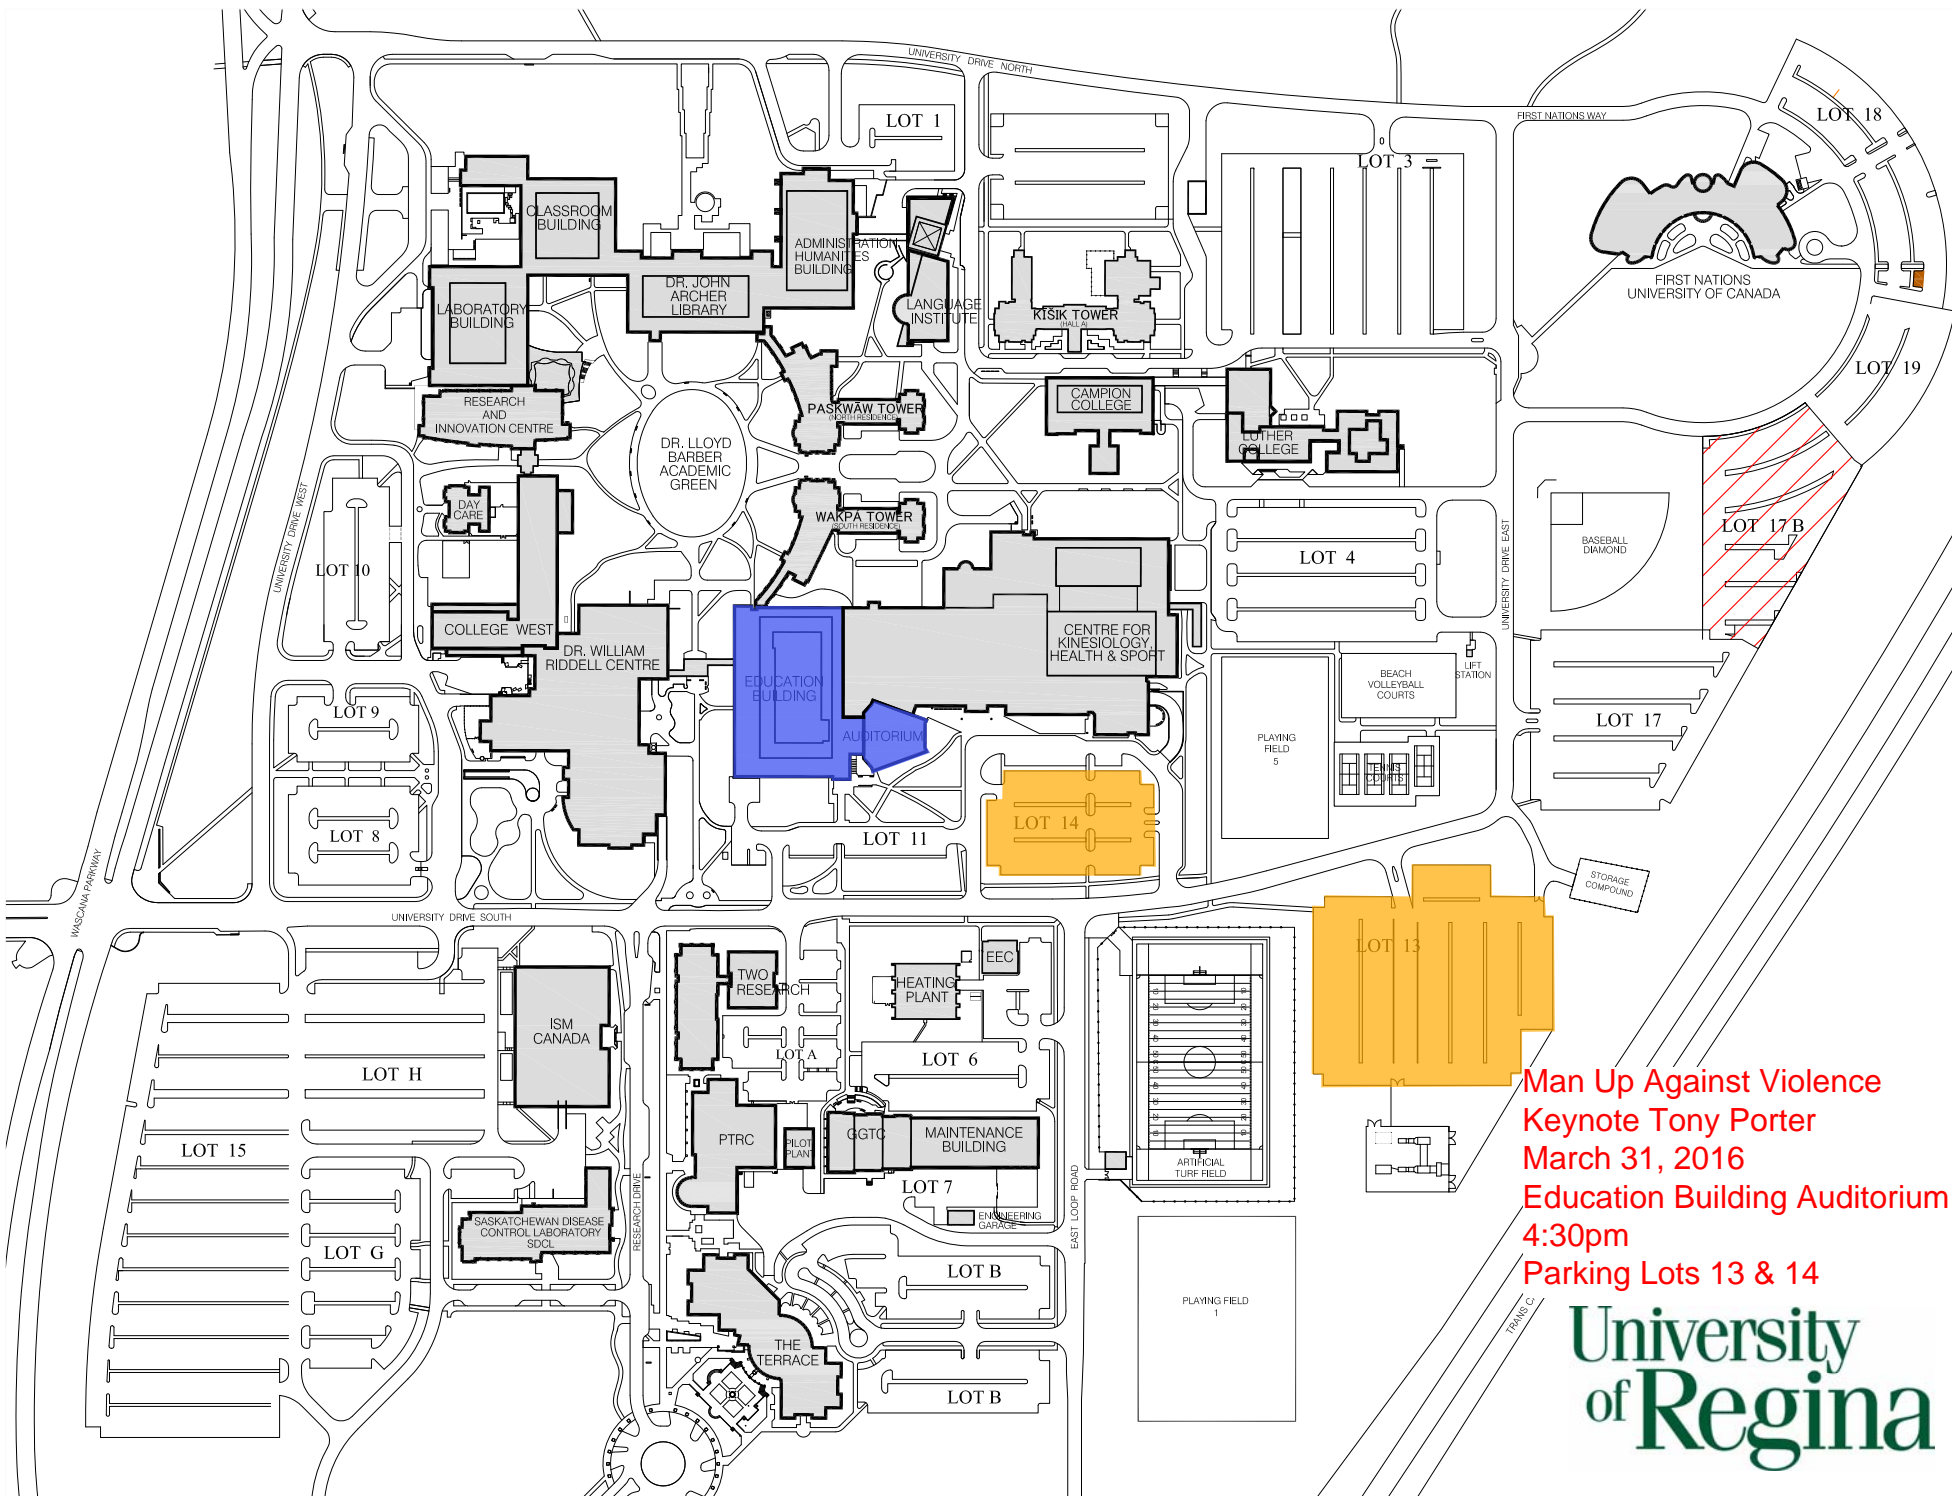 UNIVERSITY DRIVE NORTH
LOT 1
FIRST NATIONS WAY
LOT 18
LOT 3
CLASSROOM
BUILDING
ADMINISTRATION
HUMANITIES
BUILDING
DR. JOHN
ARCHER
LIBRARY
LABORATORY
BUILDING
LANGUAGE
INSTITUTE
KĪSIK TOWER
(HALL A)
FIRST NATIONS
UNIVERSITY OF CANADA
LOT 19
RESEARCH
AND
INNOVATION CENTRE
PASKWĀW TOWER
(NORTH RESIDENCE)
CAMPION
COLLEGE
LUTHER
COLLEGE
DR. LLOYD
BARBER
ACADEMIC
GREEN
UNIVERSITY DRIVE WEST
DAY
CARE
WAKPÁ TOWER
(SOUTH RESIDENCE)
LOT 10
LOT 4
UNIVERSITY DRIVE EAST
BASEBALL
DIAMOND
LOT 17 B
COLLEGE WEST
DR. WILLIAM
RIDDELL CENTRE
EDUCATION
BUILDING
AUDITORIUM
CENTRE FOR
KINESIOLOGY,
HEALTH & SPORT
BEACH
VOLLEYBALL
COURTS
LIFT
STATION
LOT 9
LOT 17
PLAYING
FIELD
5
TENNIS
COURTS
LOT 8
LOT 11
LOT 14
WASCANA PARKWAY
STORAGE
COMPOUND
UNIVERSITY DRIVE SOUTH
LOT 13
TWO
RESEARCH
HEATING
PLANT
EEC
ISM
CANADA
LOT A
LOT 6
LOT H
LOT 15
PTRC
PILOT
PLANT
GGTC
MAINTENANCE
BUILDING
ARTIFICIAL
TURF FIELD
LOT 7
ENGINEERING
GARAGE
RESEARCH DRIVE
EAST LOOP ROAD
SASKATCHEWAN DISEASE
CONTROL LABORATORY
SDCL
LOT G
LOT B
PLAYING FIELD
1
THE
TERRACE
LOT B
TRANS C.
Man Up Against Violence
Keynote Tony Porter
March 31, 2016
Education Building Auditorium
4:30pm
Parking Lots 13 & 14
University
of Regina